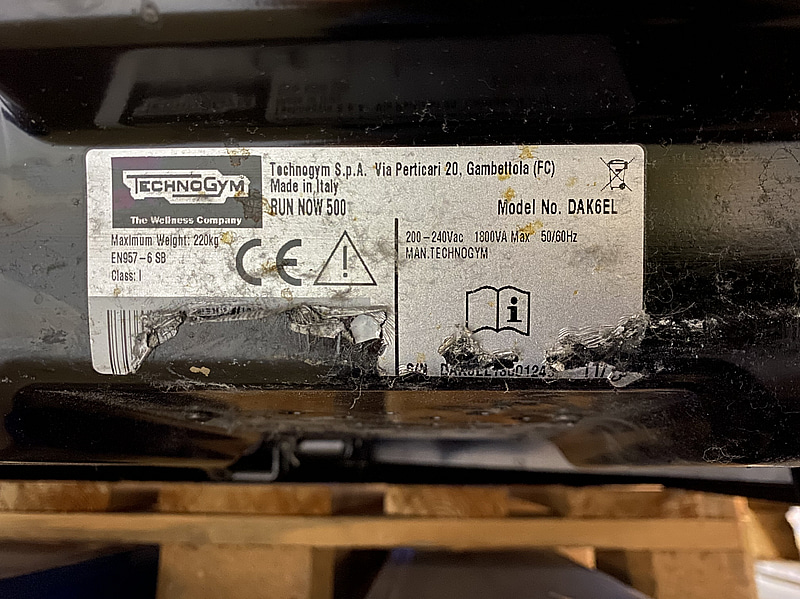 TECHNOGYM
The Wellness Company
Technogym S.p.A. Via Perticari 20, Gambettola (FC)
Made in Italy
RUN NOW 500
Model No. DAK6EL
Maximum Weight: 220kg
EN957-6 SB
Class: I
CE
200-240Vac 1800VA Max 50/60Hz
MAN.TECHNOGYM
S/N